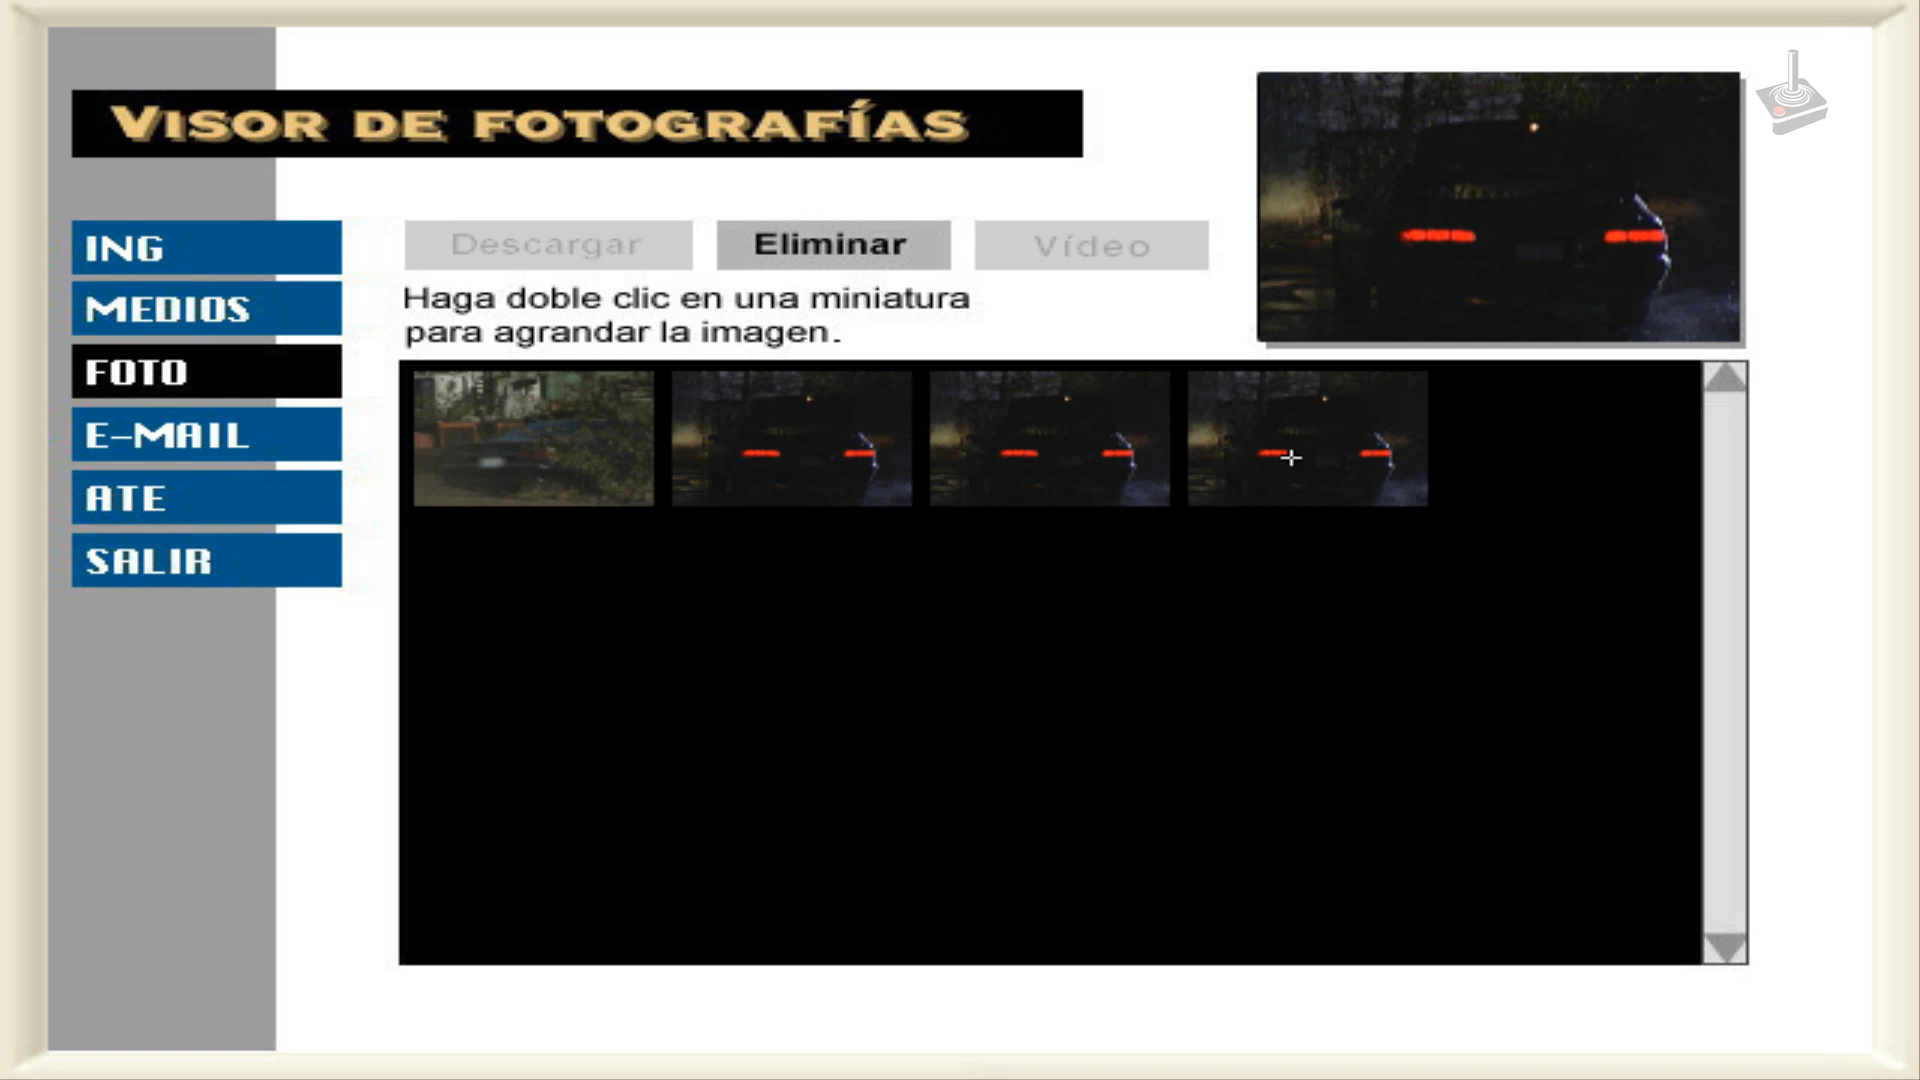 VISOR DE FOTOGRAFÍAS
ING
MEDIOS
FOTO
E-MAIL
ATE
SALIR
Descargar
Eliminar
Vídeo
Haga doble clic en una miniatura
para agrandar la imagen.